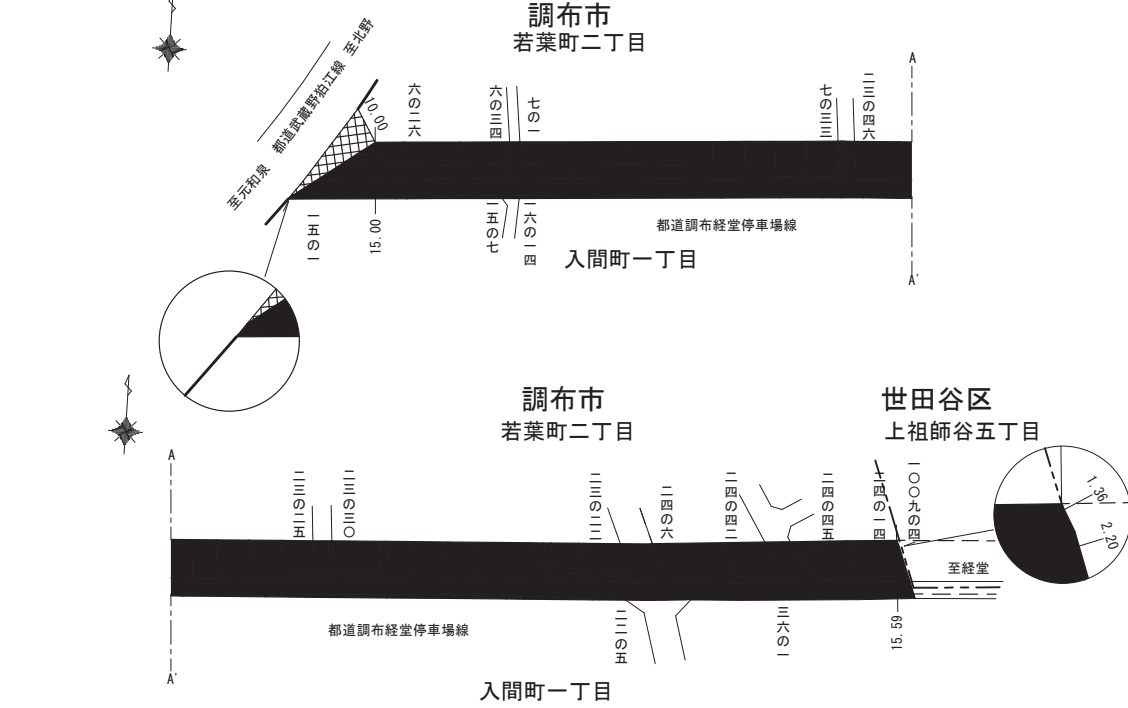 調布市
若葉町二丁目
至元和泉 都道武蔵野狛江線 至北野
10.00
六の二六
六の三四
七の一
七の三三
二三の四六
A
一五の一
15.00
一五の七
一六の一四
都道調布経堂停車場線
入間町一丁目
A'
調布市
若葉町二丁目
世田谷区
上祖師谷五丁目
A
二三の二五
二三の三〇
二三の二二
二四の六
二四の四二
二四の四五
二四の一四
一〇〇九の四
1.36
2.20
至経堂
都道調布経堂停車場線
二二の五
三六の一
15.59
A'
入間町一丁目